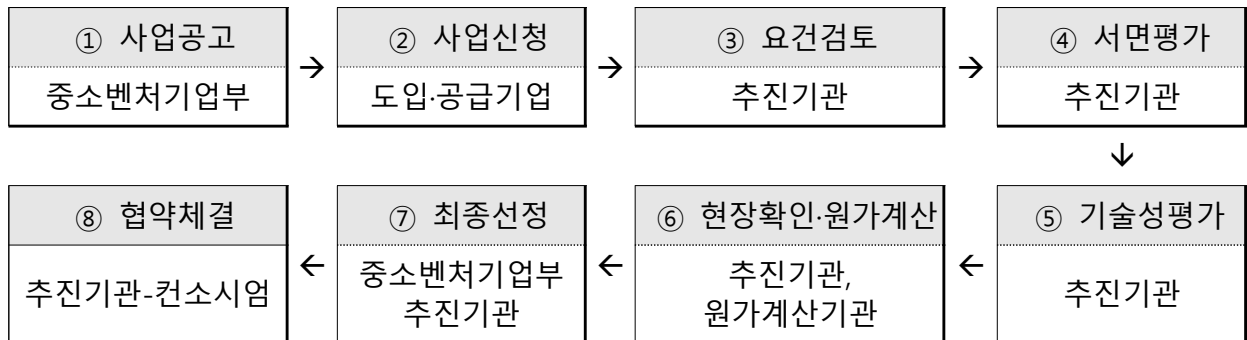 ① 사업공고 → ② 사업신청 → ③ 요건검토 → ④ 서면평가
중소벤처기업부 도입·공급기업 추진기관 추진기관
↓
⑧ 협약체결 ← ⑦ 최종선정 ← ⑥ 현장확인·원가계산 ← ⑤ 기술성평가
추진기관-컨소시엄 중소벤처기업부 추진기관, 추진기관
추진기관 원가계산기관